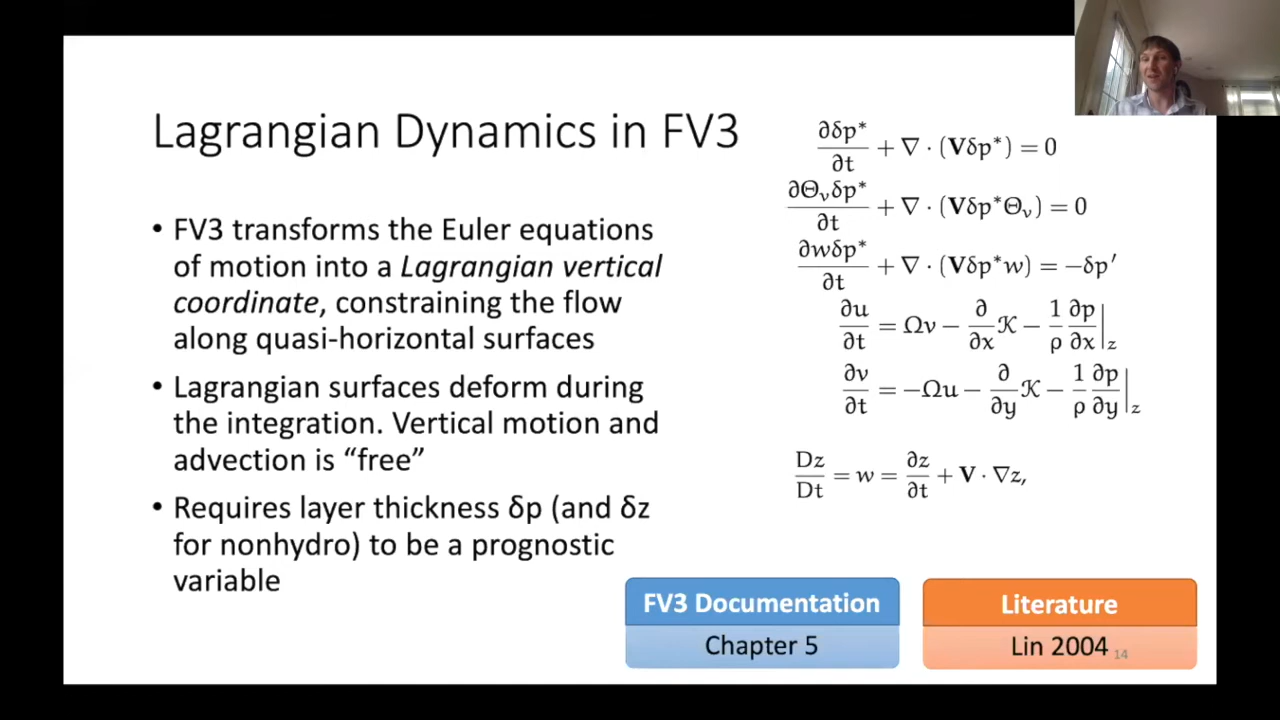 Lagrangian Dynamics in FV3
• FV3 transforms the Euler equations
of motion into a Lagrangian vertical
coordinate, constraining the flow
along quasi-horizontal surfaces
• Lagrangian surfaces deform during
the integration. Vertical motion and
advection is “free”
• Requires layer thickness δp (and δz
for nonhydro) to be a prognostic
variable
∂δp*/∂t + ∇ · (Vδp*) = 0
∂Θᵥδp*/∂t + ∇ · (Vδp*Θᵥ) = 0
∂wδp*/∂t + ∇ · (Vδp*w) = −δp′
∂u/∂t = Ωv − ∂/∂x 𝒦 − 1/ρ ∂p/∂x|z
∂v/∂t = −Ωu − ∂/∂y 𝒦 − 1/ρ ∂p/∂y|z
Dz/Dt = w = ∂z/∂t + V · ∇z,
FV3 Documentation
Chapter 5
Literature
Lin 2004
14